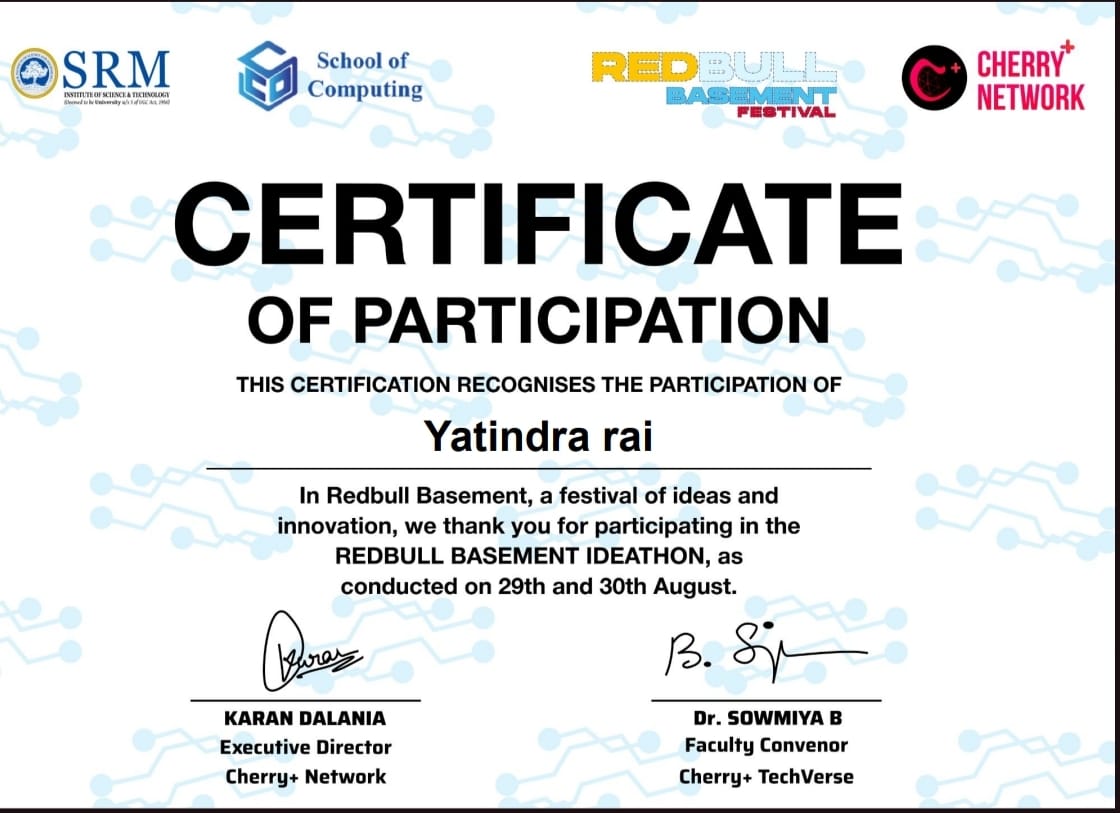 SRM
INSTITUTE OF SCIENCE & TECHNOLOGY
(Deemed to be University u/s 3 of UGC Act, 1956)
School of
Computing
REDBULL
BASEMENT
FESTIVAL
CHERRY+
NETWORK
CERTIFICATE
OF PARTICIPATION
THIS CERTIFICATION RECOGNISES THE PARTICIPATION OF
Yatindra rai
In Redbull Basement, a festival of ideas and
innovation, we thank you for participating in the
REDBULL BASEMENT IDEATHON, as
conducted on 29th and 30th August.
KARAN DALANIA
Executive Director
Cherry+ Network
Dr. SOWMIYA B
Faculty Convenor
Cherry+ TechVerse